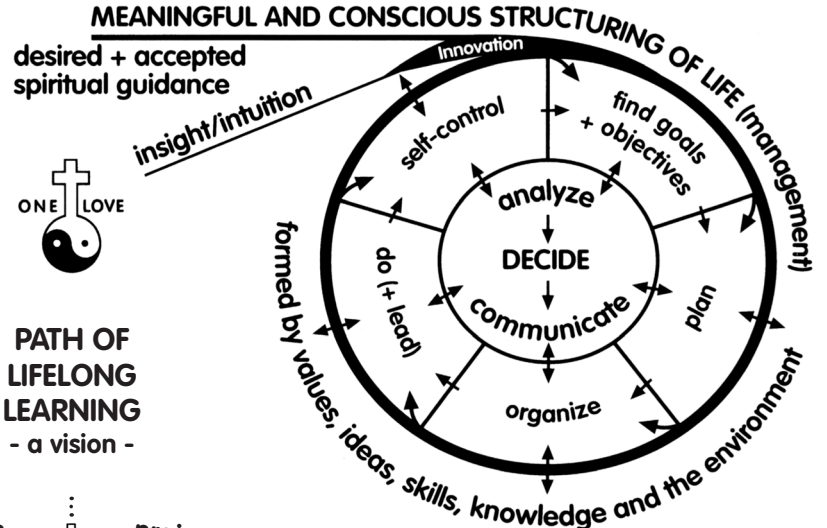 MEANINGFUL AND CONSCIOUS STRUCTURING OF LIFE (management)
desired + accepted
spiritual guidance
insight/intuition
Innovation
self-control
find goals
+ objectives
analyze
DECIDE
communicate
do (+ lead)
plan
organize
formed by values, ideas, skills, knowledge and the environment
ONE LOVE
PATH OF
LIFELONG
LEARNING
- a vision -